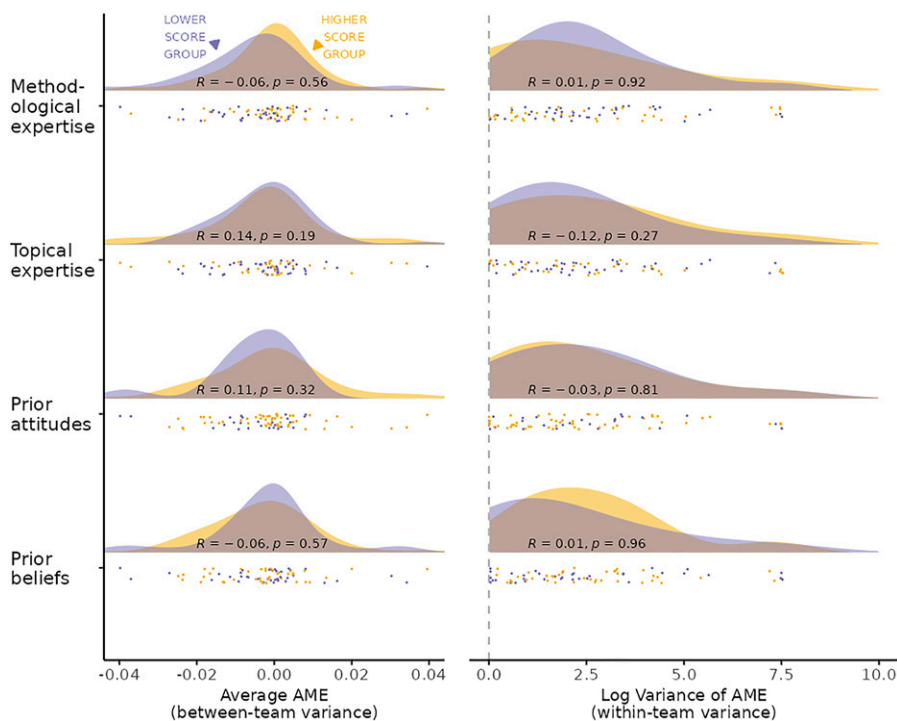 LOWER
SCORE
GROUP
HIGHER
SCORE
GROUP
Method-
ological
expertise
R = −0.06, p = 0.56
R = 0.01, p = 0.92
Topical
expertise
R = 0.14, p = 0.19
R = −0.12, p = 0.27
Prior
attitudes
R = 0.11, p = 0.32
R = −0.03, p = 0.81
Prior
beliefs
R = −0.06, p = 0.57
R = 0.01, p = 0.96
-0.04 -0.02 0.00 0.02 0.04
0.0 2.5 5.0 7.5 10.0
Average AME
(between-team variance)
Log Variance of AME
(within-team variance)